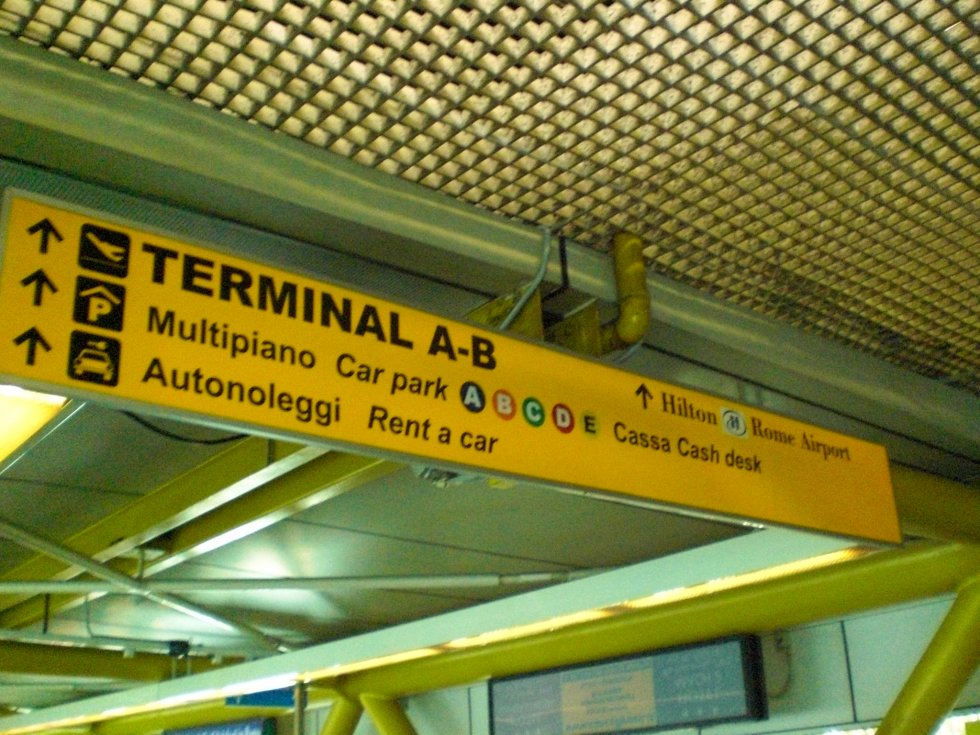 TERMINAL A-B
Multipiano Car park A B C D E Cassa Cash desk
Autonoleggi Rent a car
Hilton H Rome Airport
P